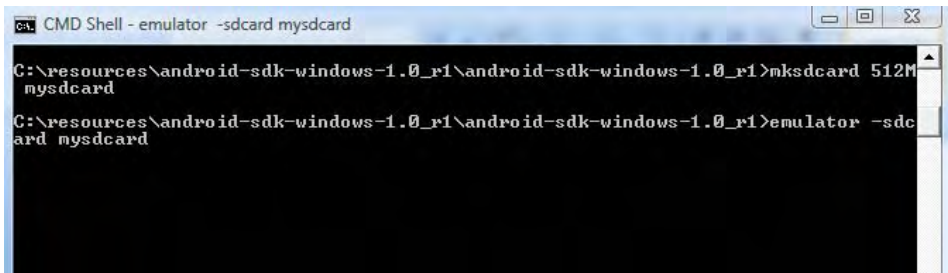 CMD Shell - emulator -sdcard mysdcard
C:\resources\android-sdk-windows-1.0_r1\android-sdk-windows-1.0_r1>mksdcard 512M
 mysdcard
C:\resources\android-sdk-windows-1.0_r1\android-sdk-windows-1.0_r1>emulator -sdc
ard mysdcard